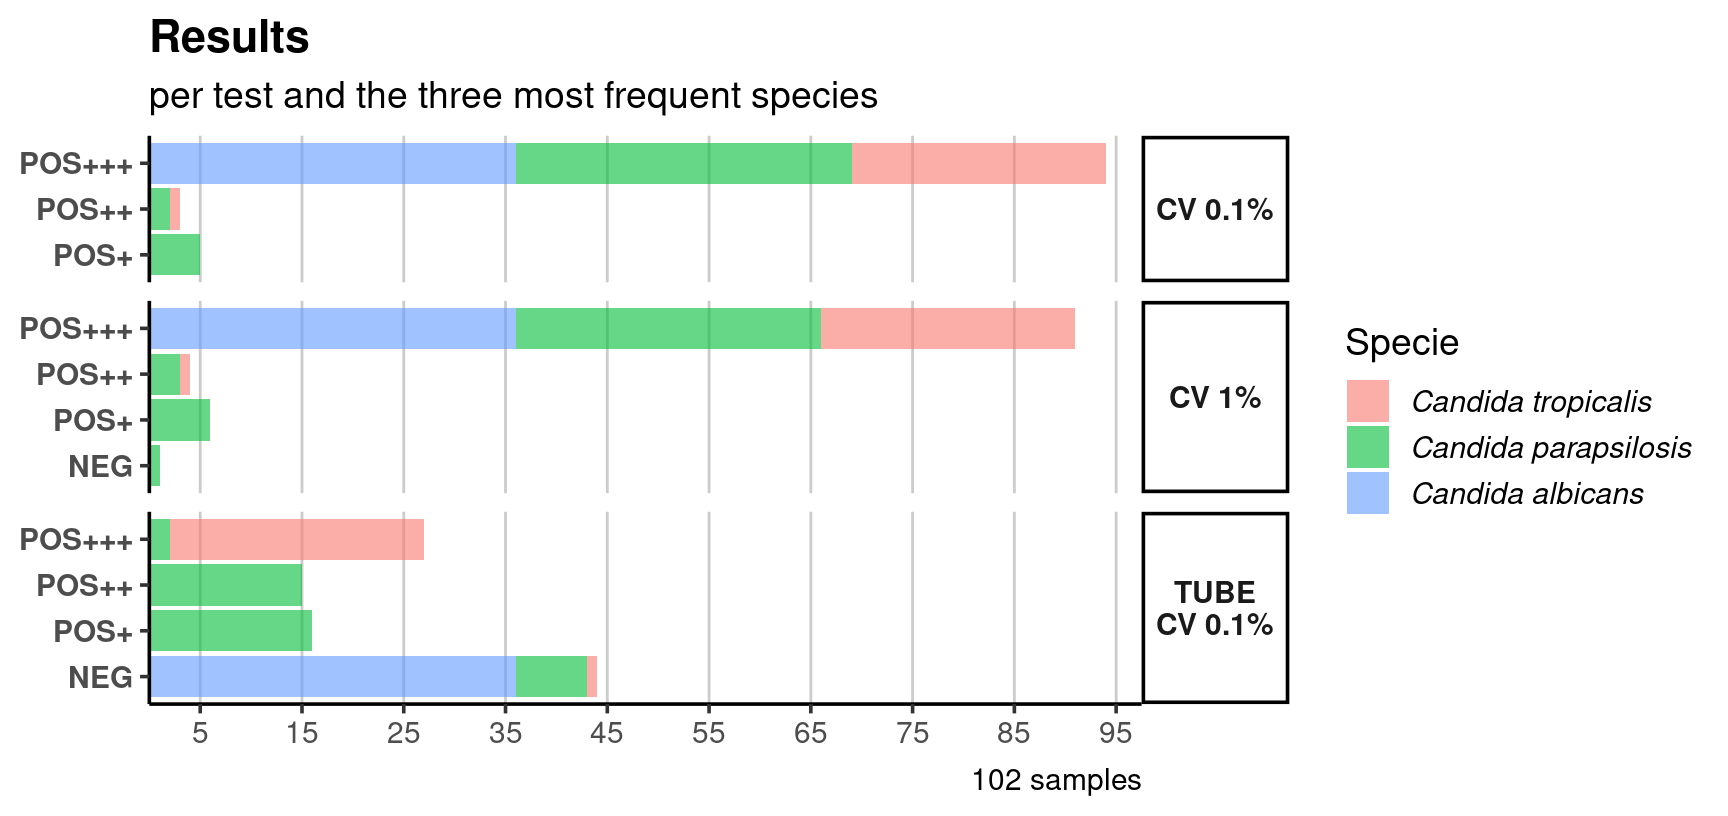 Results
per test and the three most frequent species
POS+++
POS++
POS+
CV 0.1%
POS+++
POS++
POS+
NEG
CV 1%
POS+++
POS++
POS+
NEG
TUBE
CV 0.1%
5 15 25 35 45 55 65 75 85 95
102 samples
Specie
Candida tropicalis
Candida parapsilosis
Candida albicans